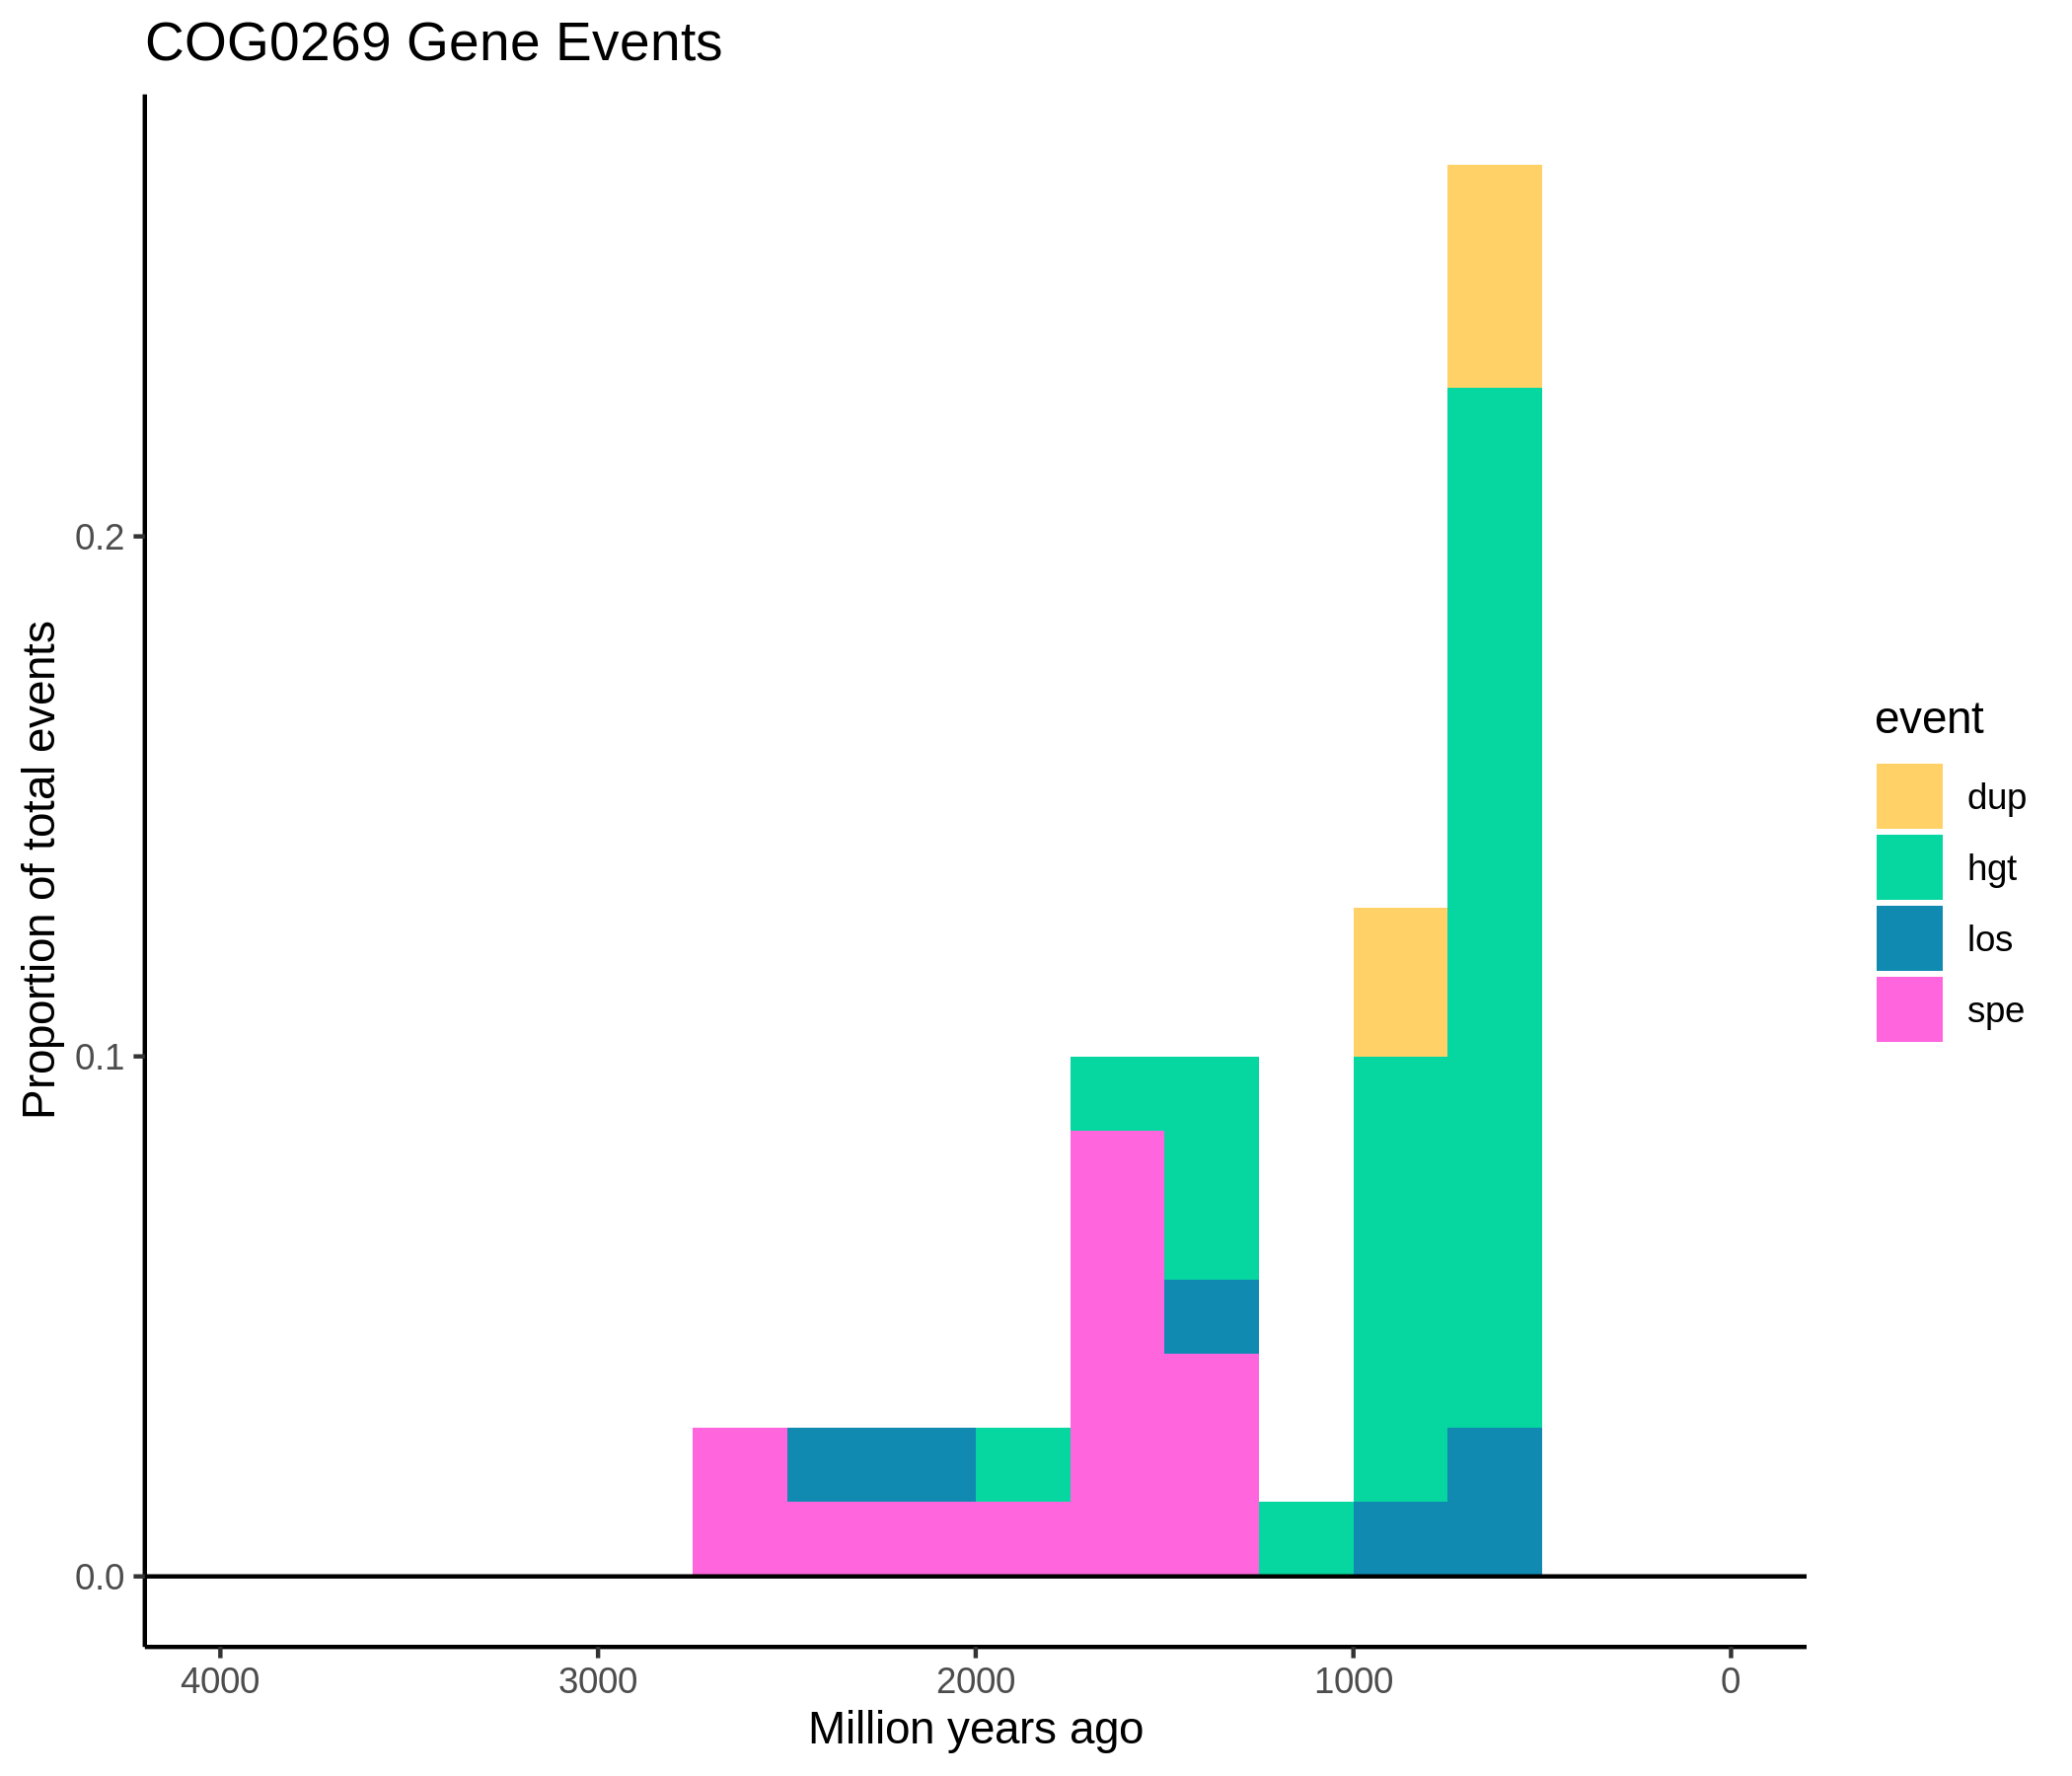 COG0269 Gene Events
Proportion of total events
0.2
0.1
0.0
4000 3000 2000 1000 0
Million years ago
event
dup
hgt
los
spe